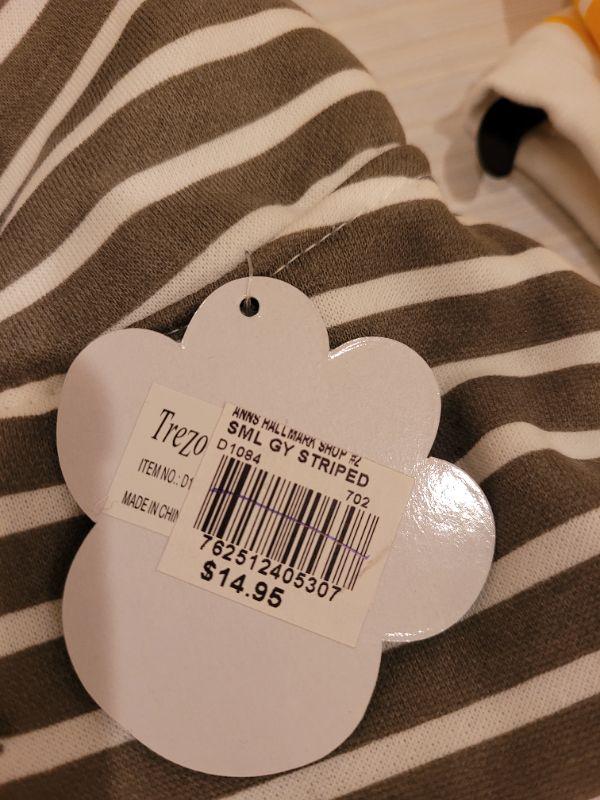 Trezo
ITEM NO.: D1
MADE IN CHIN
ANNS HALLMARK SHOP #2
SML GY STRIPED
D1084
702
762512405307
$14.95